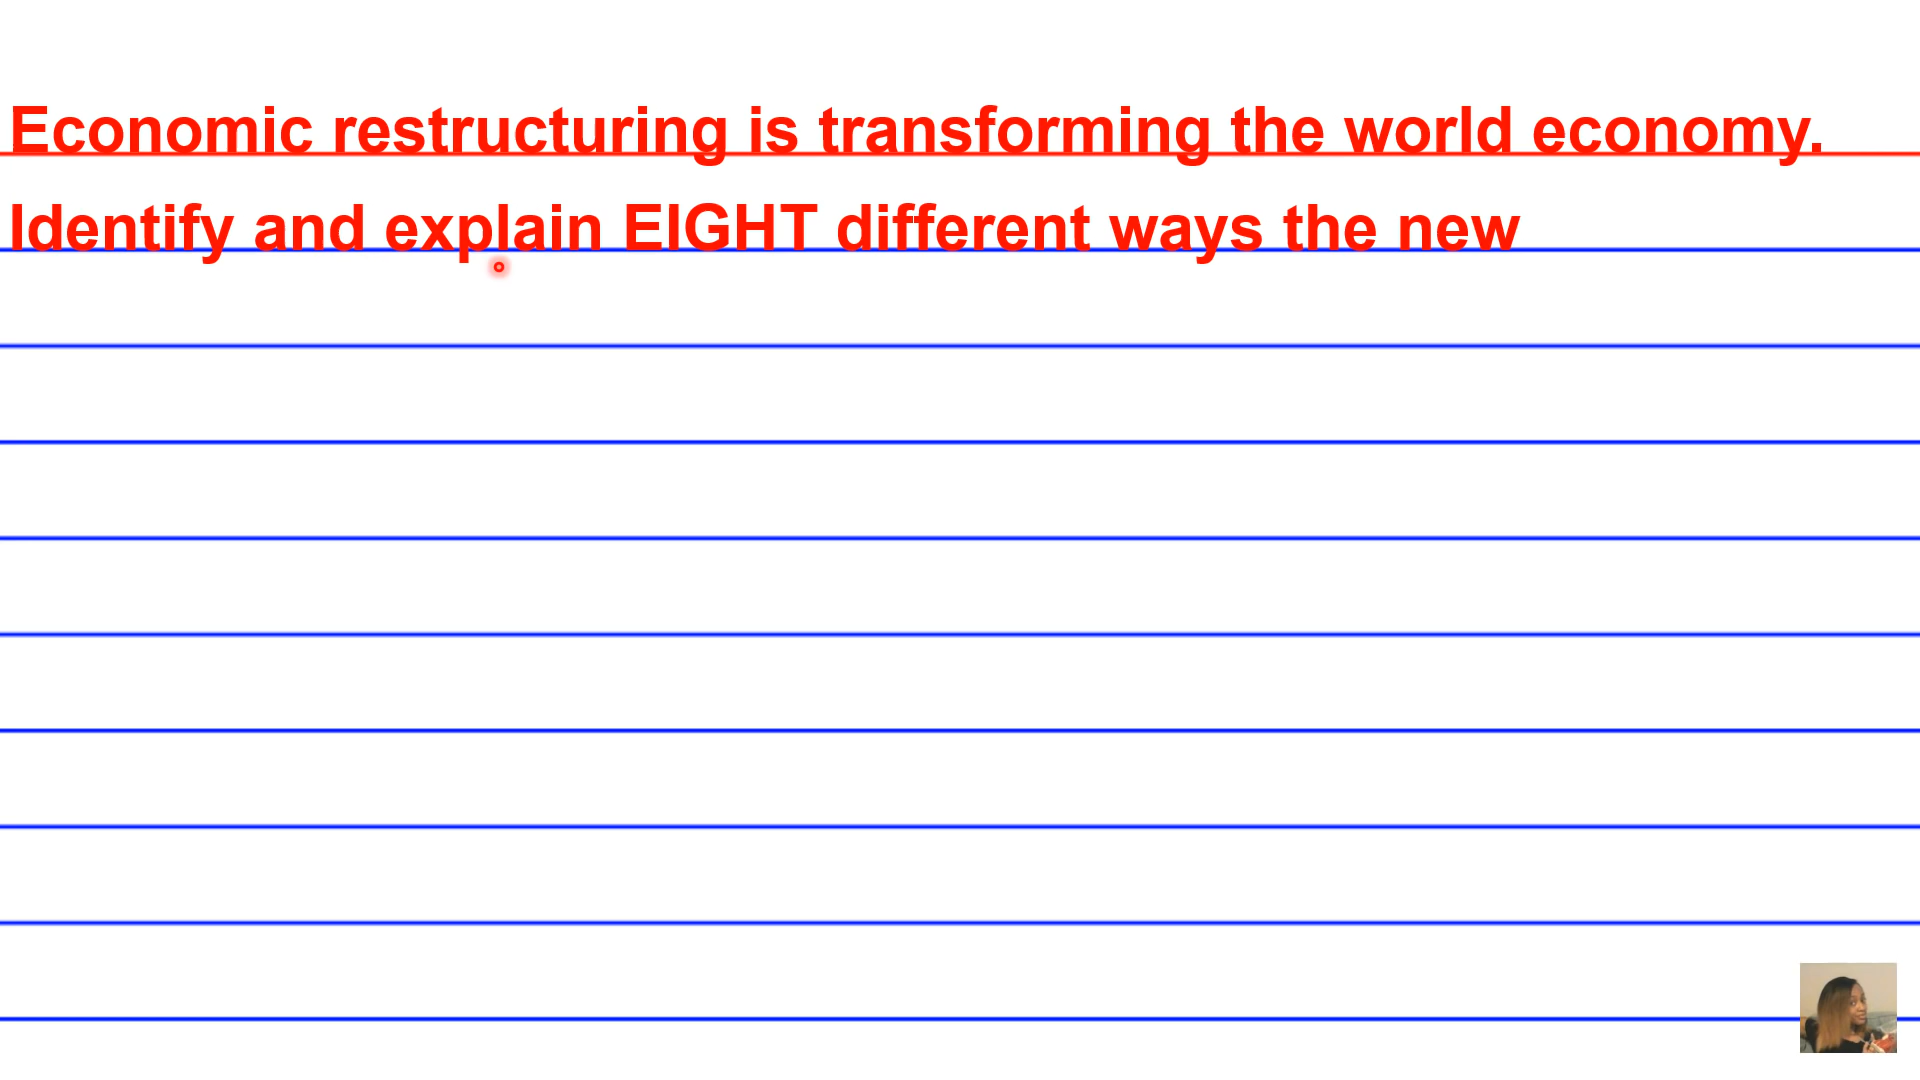 Economic restructuring is transforming the world economy.
Identify and explain EIGHT different ways the new